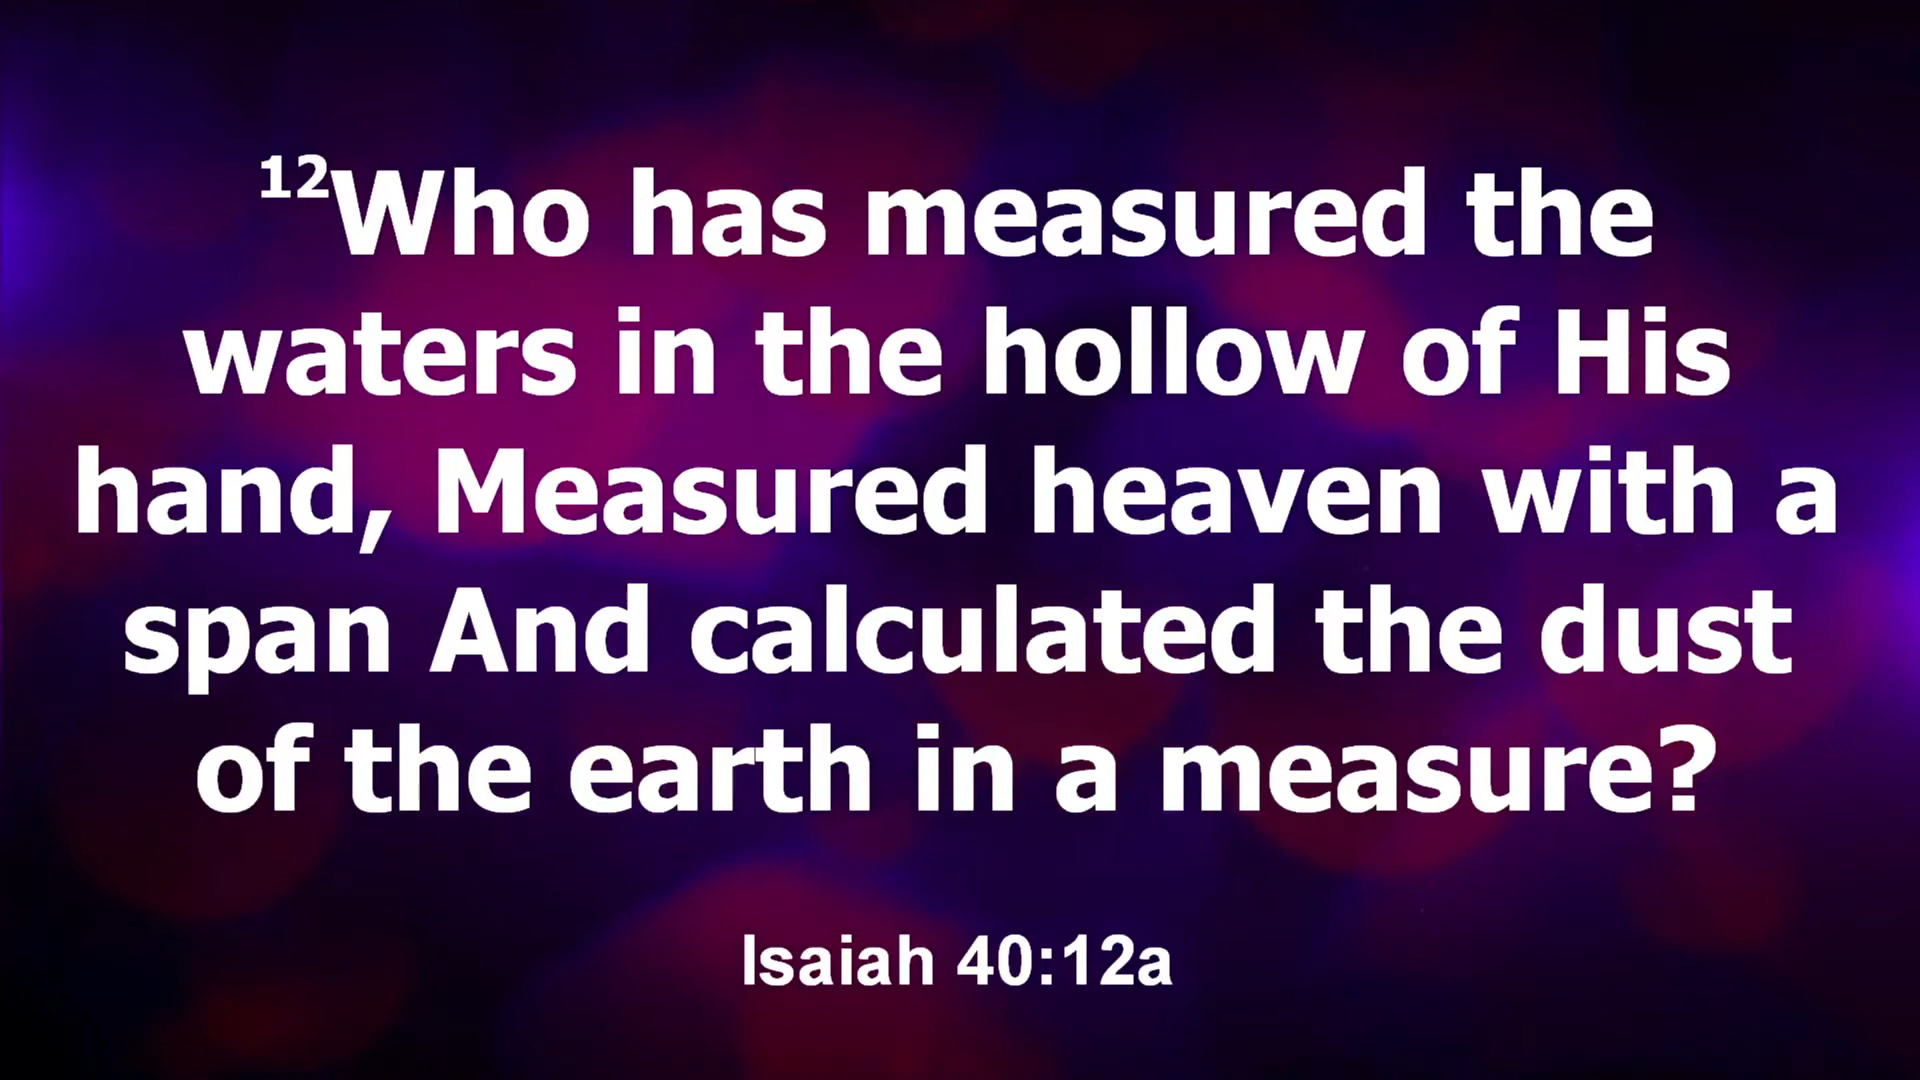 12Who has measured the
waters in the hollow of His
hand, Measured heaven with a
span And calculated the dust
of the earth in a measure?
Isaiah 40:12a